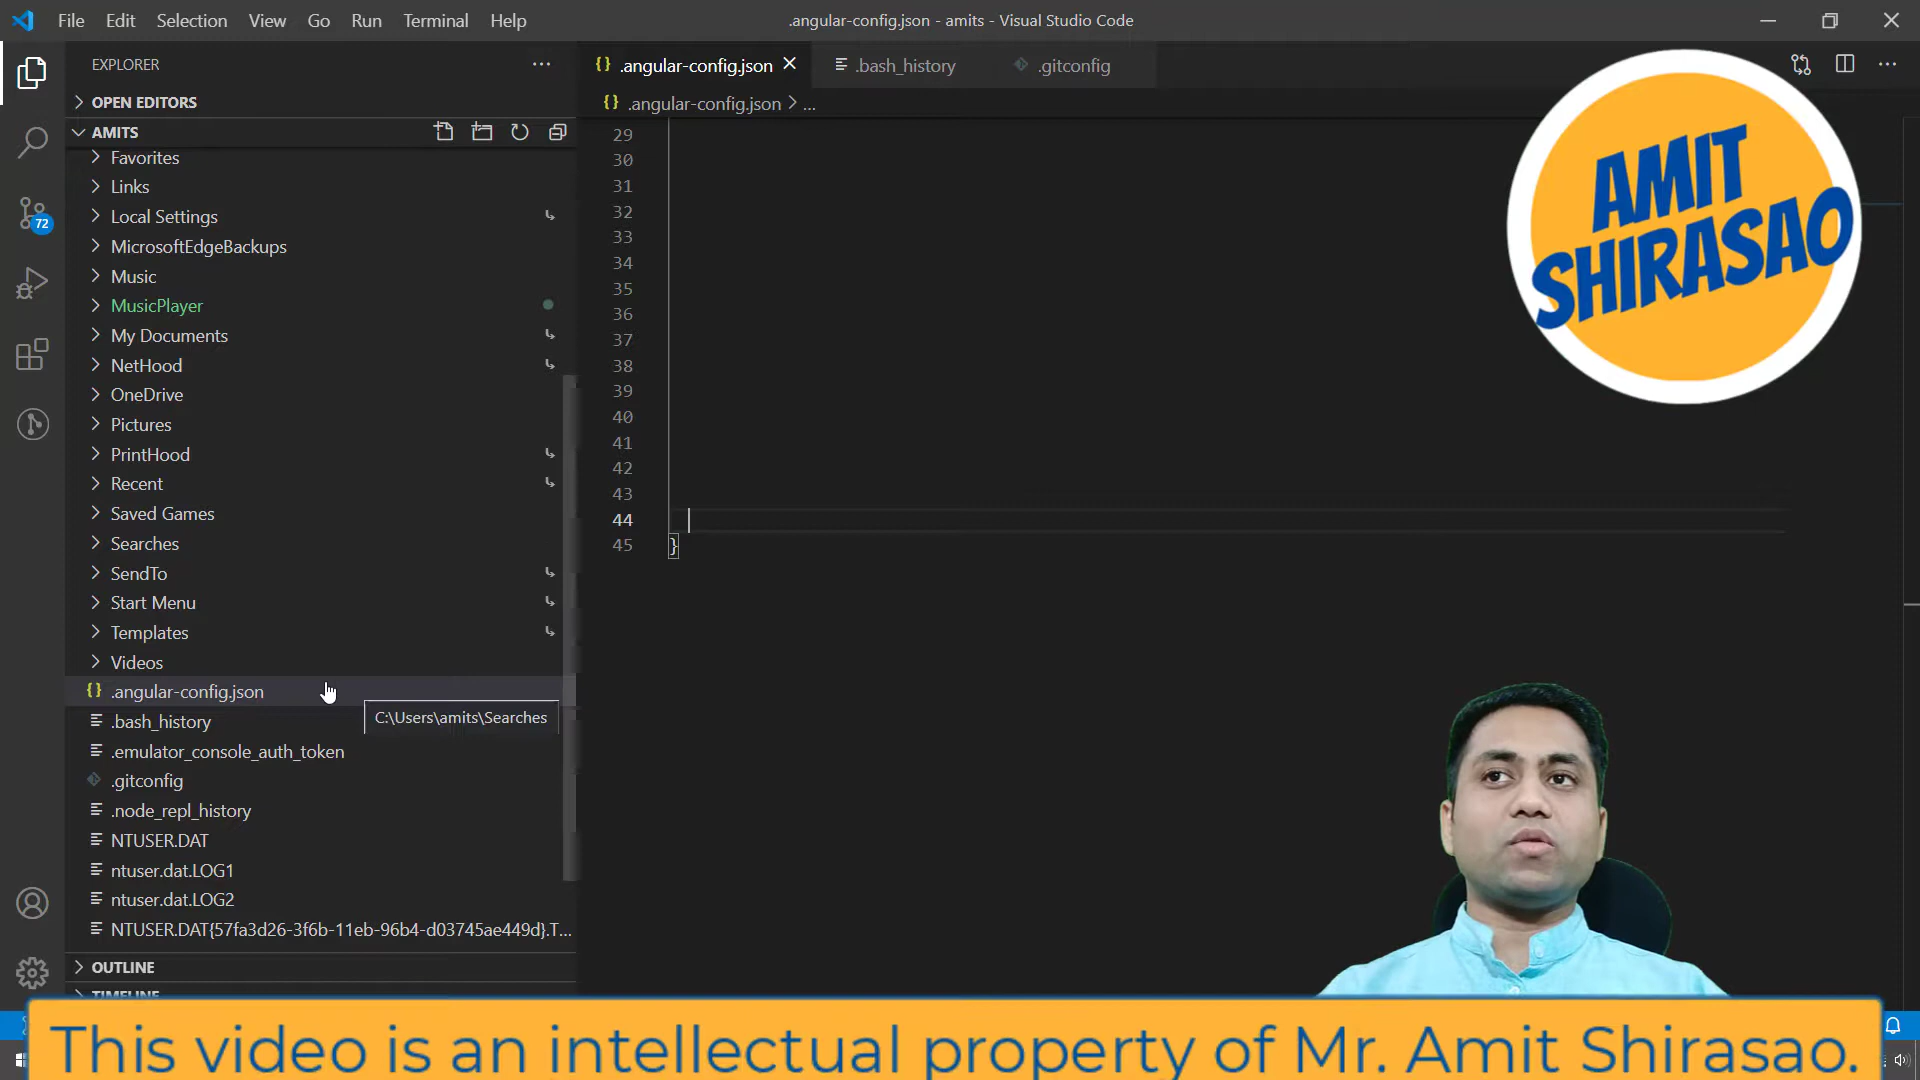 File Edit Selection View Go Run Terminal Help
.angular-config.json - amits - Visual Studio Code
EXPLORER
OPEN EDITORS
AMITS
Favorites
Links
Local Settings
MicrosoftEdgeBackups
Music
MusicPlayer
My Documents
NetHood
OneDrive
Pictures
PrintHood
Recent
Saved Games
Searches
SendTo
Start Menu
Templates
Videos
.angular-config.json
.bash_history
C:\Users\amits\Searches
.emulator_console_auth_token
.gitconfig
.node_repl_history
NTUSER.DAT
ntuser.dat.LOG1
ntuser.dat.LOG2
NTUSER.DAT{57fa3d26-3f6b-11eb-96b4-d03745ae449d}.T...
OUTLINE
TIMELINE
72
{} .angular-config.json
.bash_history
.gitconfig
{} .angular-config.json > ...
29
30
31
32
33
34
35
36
37
38
39
40
41
42
43
44
45 }
AMIT
SHIRASAO
This video is an intellectual property of Mr. Amit Shirasao.